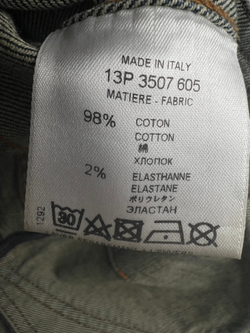 MADE IN ITALY
13P 3507 605
MATIERE - FABRIC
98% COTON
COTTON
綿
ХЛОПОК
2% ELASTHANNE
ELASTANE
ポリウレタン
ЭЛАСТАН
30
1292